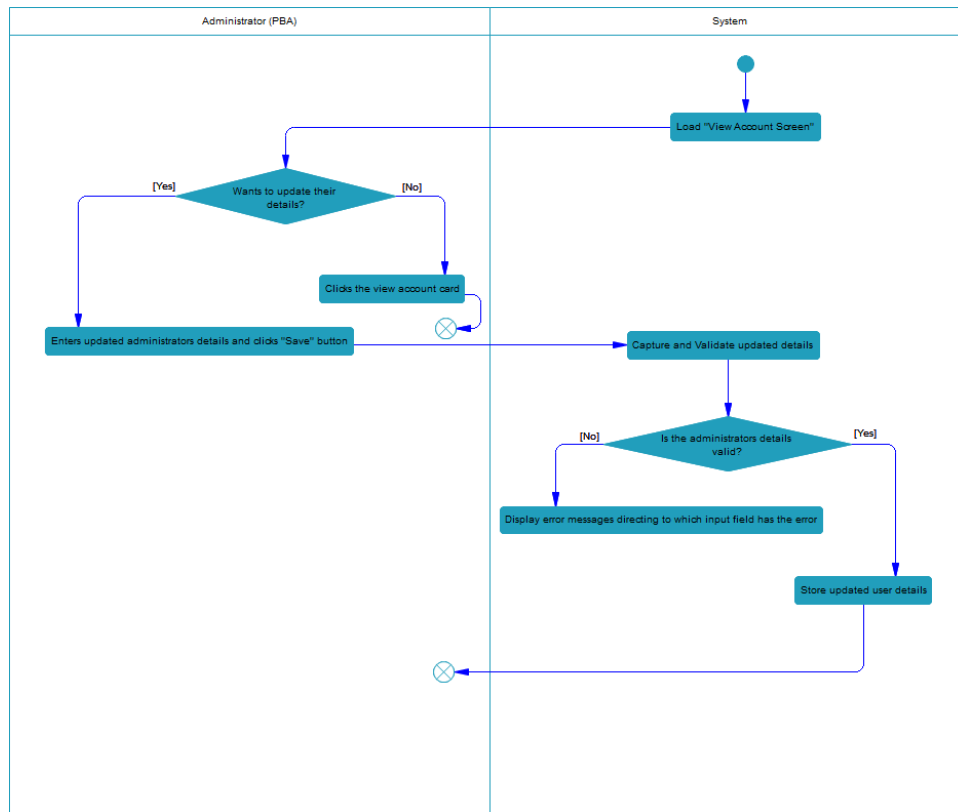 Administrator (PBA)
System
Load "View Account Screen"
Wants to update their
details?
[Yes]
[No]
Clicks the view account card
Enters updated administrators details and clicks "Save" button
Capture and Validate updated details
Is the administrators details
valid?
[No]
[Yes]
Display error messages directing to which input field has the error
Store updated user details